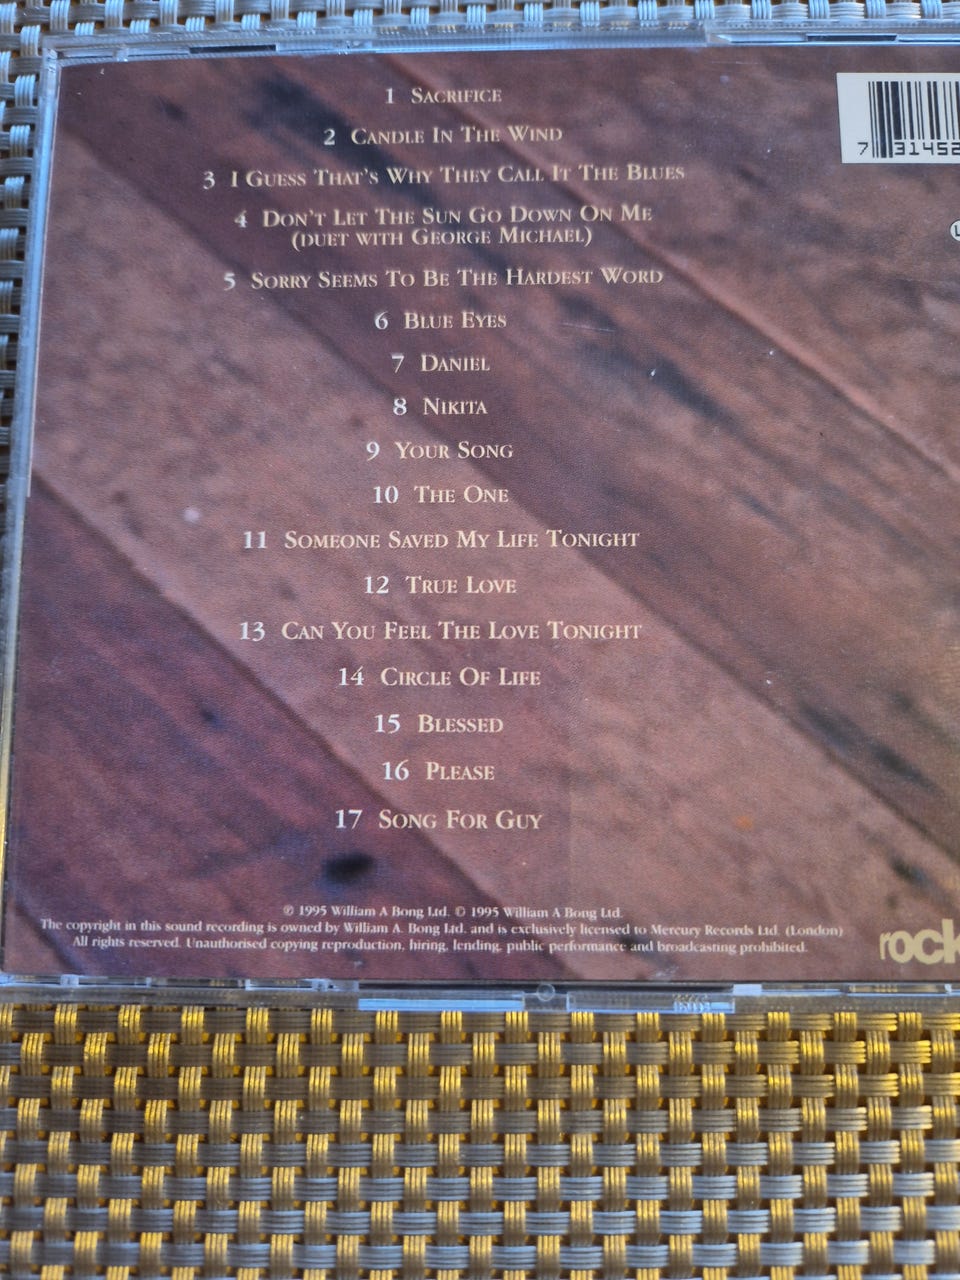 1 Sacrifice
2 Candle In The Wind
3 I Guess That's Why They Call It The Blues
4 Don't Let The Sun Go Down On Me
(duet with George Michael)
5 Sorry Seems To Be The Hardest Word
6 Blue Eyes
7 Daniel
8 Nikita
9 Your Song
10 The One
11 Someone Saved My Life Tonight
12 True Love
13 Can You Feel The Love Tonight
14 Circle Of Life
15 Blessed
16 Please
17 Song For Guy
7 31452
℗ 1995 William A Bong Ltd. © 1995 William A Bong Ltd.
The copyright in this sound recording is owned by William A. Bong Ltd. and is exclusively licensed to Mercury Records Ltd. (London)
All rights reserved. Unauthorised copying reproduction, hiring, lending, public performance and broadcasting prohibited.
rock